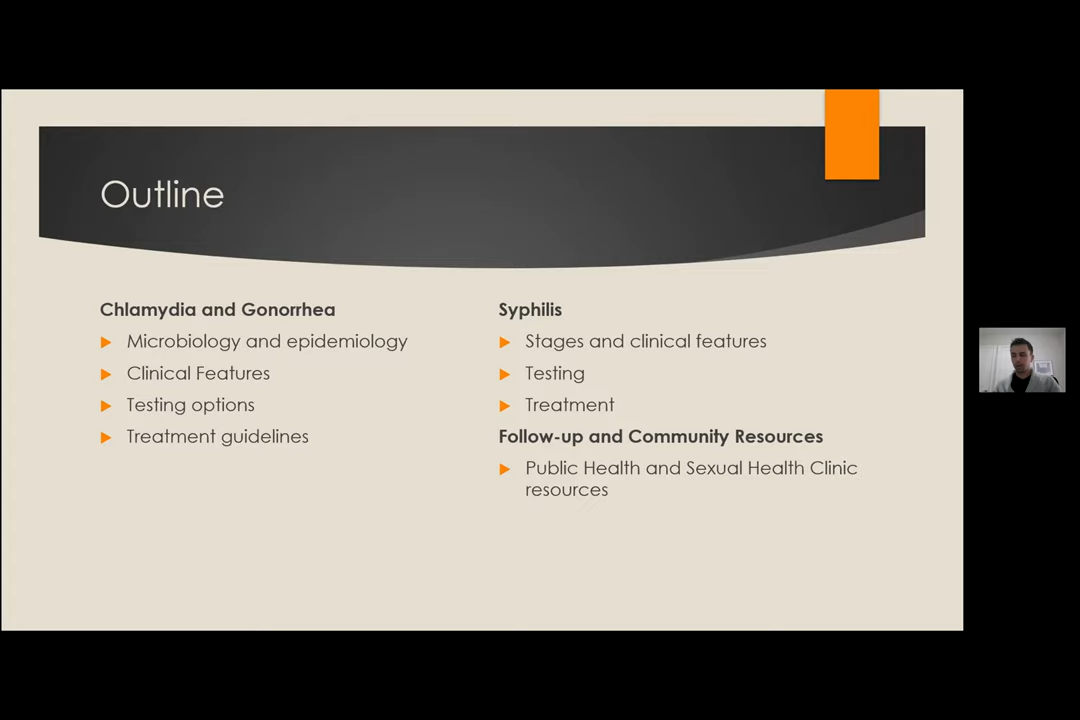 Outline
Chlamydia and Gonorrhea
Microbiology and epidemiology
Clinical Features
Testing options
Treatment guidelines
Syphilis
Stages and clinical features
Testing
Treatment
Follow-up and Community Resources
Public Health and Sexual Health Clinic
resources